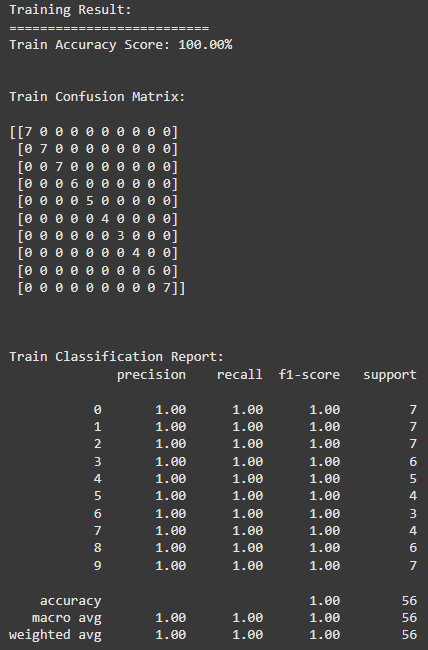 Training Result:
==========================
Train Accuracy Score: 100.00%
Train Confusion Matrix:
[[7 0 0 0 0 0 0 0 0 0]
[0 7 0 0 0 0 0 0 0 0]
[0 0 7 0 0 0 0 0 0 0]
[0 0 0 6 0 0 0 0 0 0]
[0 0 0 0 5 0 0 0 0 0]
[0 0 0 0 0 4 0 0 0 0]
[0 0 0 0 0 0 3 0 0 0]
[0 0 0 0 0 0 0 4 0 0]
[0 0 0 0 0 0 0 0 6 0]
[0 0 0 0 0 0 0 0 0 7]]
Train Classification Report:
precision recall f1-score support
0 1.00 1.00 1.00 7
1 1.00 1.00 1.00 7
2 1.00 1.00 1.00 7
3 1.00 1.00 1.00 6
4 1.00 1.00 1.00 5
5 1.00 1.00 1.00 4
6 1.00 1.00 1.00 3
7 1.00 1.00 1.00 4
8 1.00 1.00 1.00 6
9 1.00 1.00 1.00 7
accuracy 1.00 56
macro avg 1.00 1.00 1.00 56
weighted avg 1.00 1.00 1.00 56